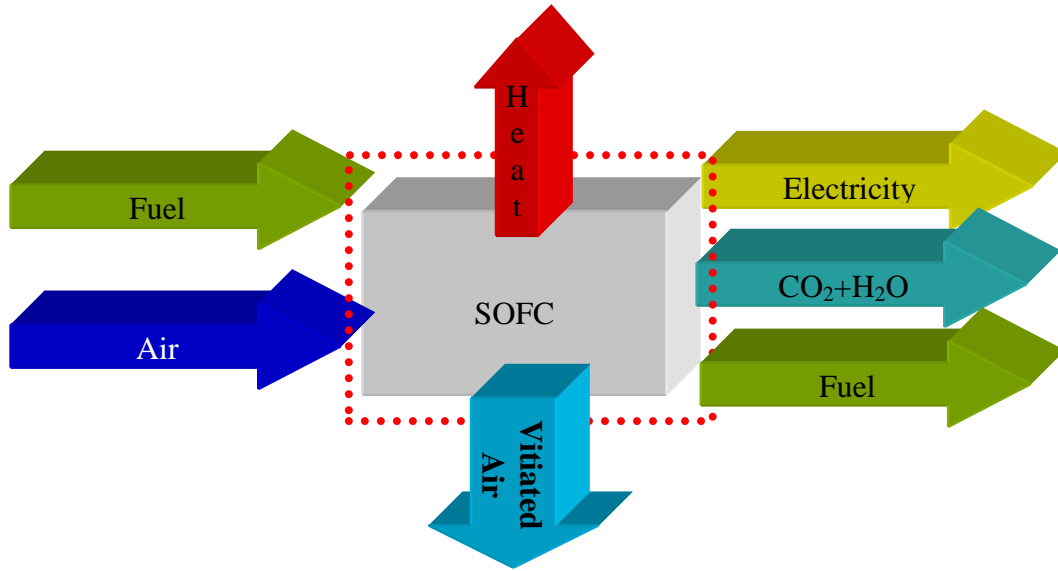 Heat
Fuel
Electricity
Air
SOFC
CO₂+H₂O
Fuel
Vitiated
Air